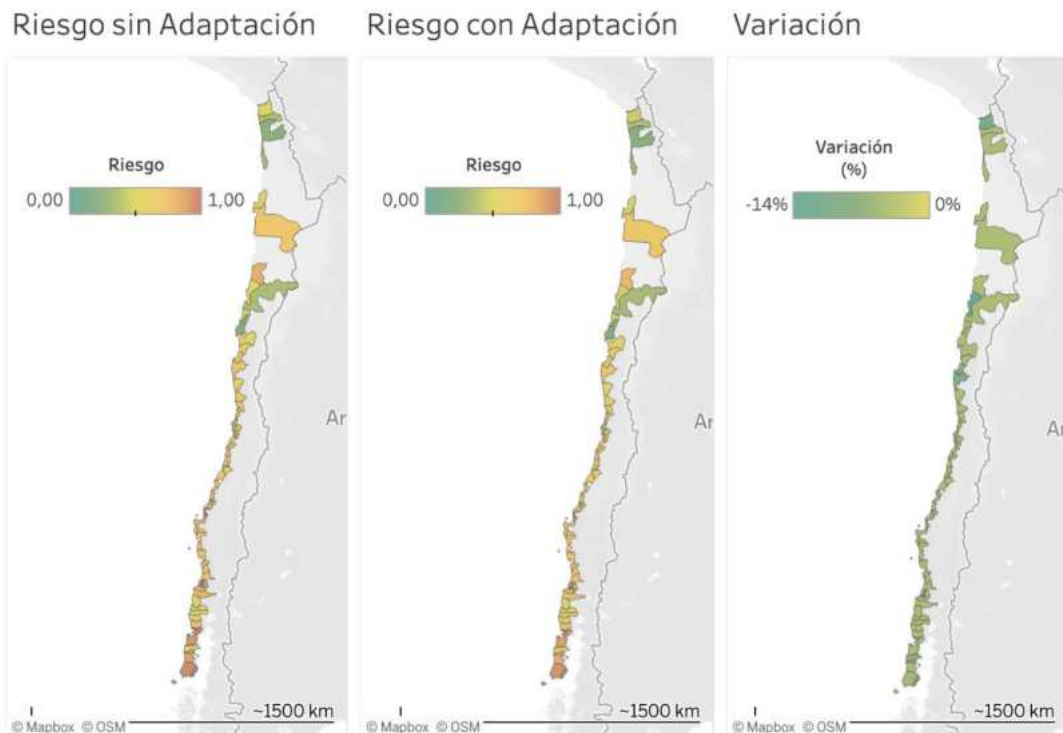 Riesgo sin Adaptación
Riesgo con Adaptación
Variación
Riesgo
0,00
1,00
Riesgo
0,00
1,00
Variación
(%)
-14%
0%
Ar
Ar
Ar
~1500 km
© Mapbox © OSM
~1500 km
© Mapbox © OSM
~1500 km
© Mapbox © OSM